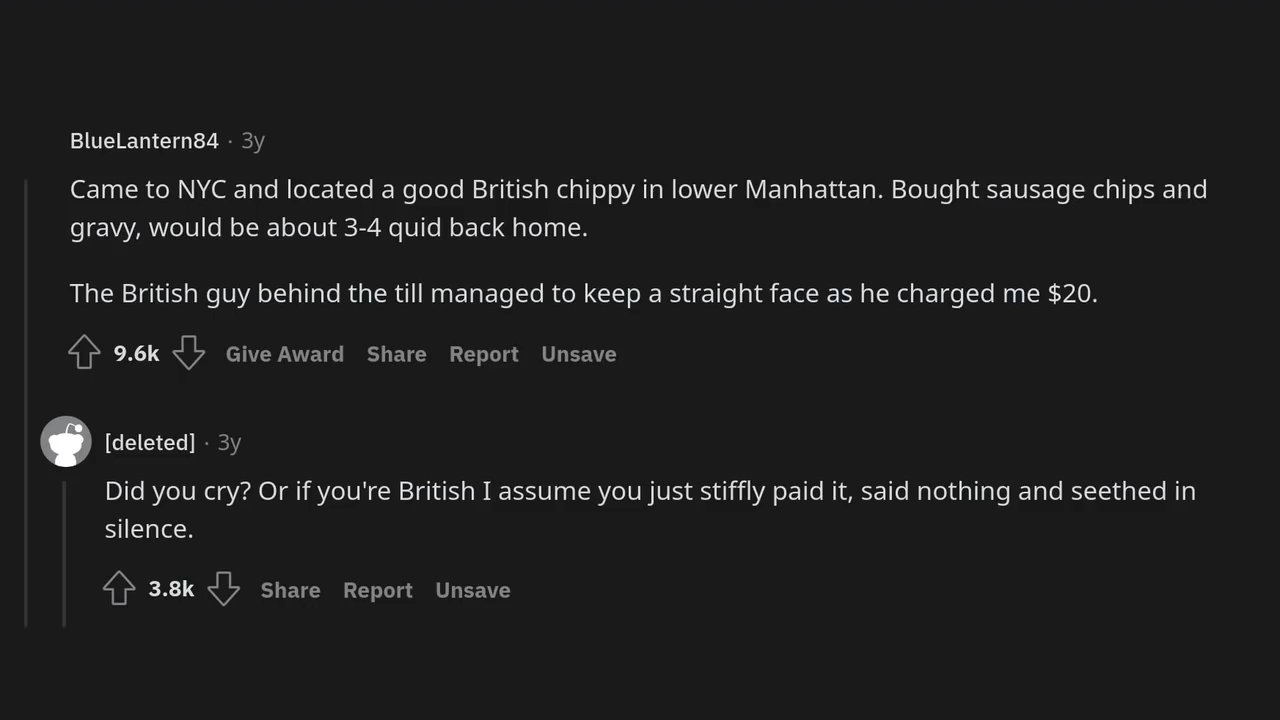 BlueLantern84 · 3y
Came to NYC and located a good British chippy in lower Manhattan. Bought sausage chips and
gravy, would be about 3-4 quid back home.
The British guy behind the till managed to keep a straight face as he charged me $20.
9.6k Give Award Share Report Unsave
[deleted] · 3y
Did you cry? Or if you're British I assume you just stiffly paid it, said nothing and seethed in
silence.
3.8k Share Report Unsave